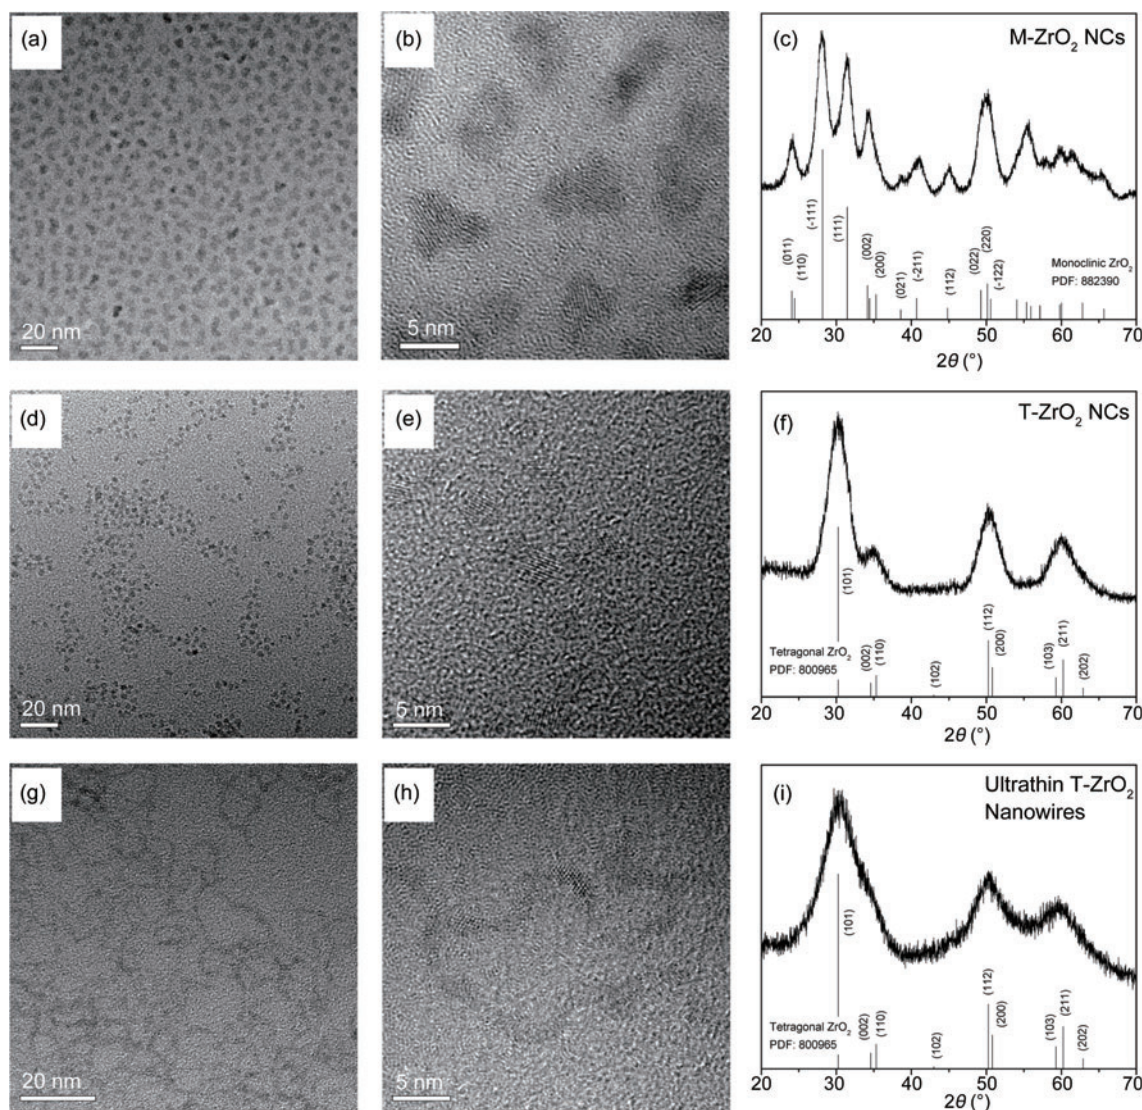 (a)
20 nm
(b)
5 nm
(c)
M-ZrO₂ NCs
(011)
(110)
(-111)
(111)
(002)
(200)
(021)
(-211)
(112)
(022)
(220)
(-122)
Monoclinic ZrO₂
PDF: 882390
20 30 40 50 60 70
2θ (°)
(d)
20 nm
(e)
5 nm
(f)
T-ZrO₂ NCs
(101)
Tetragonal ZrO₂
PDF: 800965
(002)
(110)
(102)
(112)
(200)
(103)
(211)
(202)
20 30 40 50 60 70
2θ (°)
(g)
20 nm
(h)
5 nm
(i)
Ultrathin T-ZrO₂
Nanowires
(101)
Tetragonal ZrO₂
PDF: 800965
(002)
(110)
(102)
(112)
(200)
(103)
(211)
(202)
20 30 40 50 60 70
2θ (°)